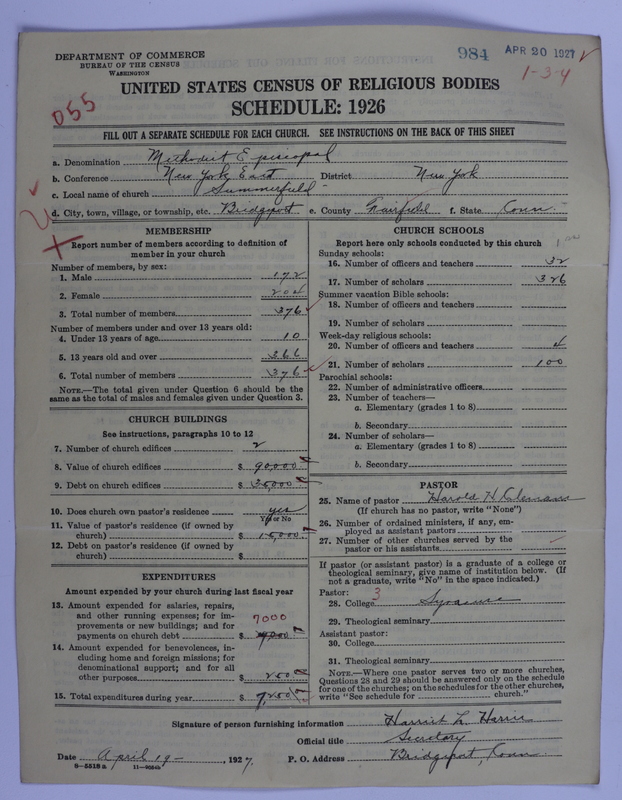 DEPARTMENT OF COMMERCE
BUREAU OF THE CENSUS
WASHINGTON
984 APR 20 1927
1-3-4
055
UNITED STATES CENSUS OF RELIGIOUS BODIES
SCHEDULE: 1926
FILL OUT A SEPARATE SCHEDULE FOR EACH CHURCH. SEE INSTRUCTIONS ON THE BACK OF THIS SHEET
a. Denomination Methodist Episcopal
b. Conference New York East District New York
c. Local name of church Summerfield
d. City, town, village, or township, etc. Bridgeport e. County Fairfield f. State Conn
MEMBERSHIP
Report number of members according to definition of
member in your church
Number of members, by sex:
1. Male 172
2. Female 204
3. Total number of members 376
Number of members under and over 13 years old:
4. Under 13 years of age 10
5. 13 years old and over 366
6. Total number of members 376
NOTE.—The total given under Question 6 should be
same as the total of males and females given under Question 3.
CHURCH BUILDINGS
See instructions, paragraphs 10 to 12
7. Number of church edifices 2
8. Value of church edifices $ 90,000
9. Debt on church edifices $ 35,000
10. Does church own pastor's residence yes
Yes or No
11. Value of pastor's residence (if owned by
church) $ 15,000
12. Debt on pastor's residence (if owned by
church) $
EXPENDITURES
Amount expended by your church during last fiscal year
13. Amount expended for salaries, repairs,
and other running expenses; for im-
provements or new buildings; and for
payments on church debt $ 7000
14. Amount expended for benevolences, in-
cluding home and foreign missions; for
denominational support; and for all
other purposes $ 250
15. Total expenditures during year $ 7250
CHURCH SCHOOLS
Report here only schools conducted by this church
Sunday schools:
16. Number of officers and teachers 32
17. Number of scholars 326
Summer vacation Bible schools:
18. Number of officers and teachers
19. Number of scholars
Week-day religious schools:
20. Number of officers and teachers 4
21. Number of scholars 100
Parochial schools:
22. Number of administrative officers
23. Number of teachers—
a. Elementary (grades 1 to 8)
b. Secondary
24. Number of scholars—
a. Elementary (grades 1 to 8)
b. Secondary
PASTOR
25. Name of pastor Harold H. Clemans
(If church has no pastor, write "None")
26. Number of ordained ministers, if any, em-
ployed as assistant pastors
27. Number of other churches served by the
pastor or his assistants
If pastor (or assistant pastor) is a graduate of a college or
theological seminary, give name of institution below. (If
not a graduate, write "No" in the space indicated.)
Pastor:
28. College 3 Syracuse
29. Theological seminary
Assistant pastor:
30. College
31. Theological seminary
NOTE.—Where one pastor serves two or more churches,
Questions 28 and 29 should be answered only on the schedule
for one of the churches; on the schedules for the other churches,
write "See schedule for church."
Signature of person furnishing information Harriet L. Harris
Official title Secretary
Date April 19 -, 1927. P. O. Address Bridgeport, Conn